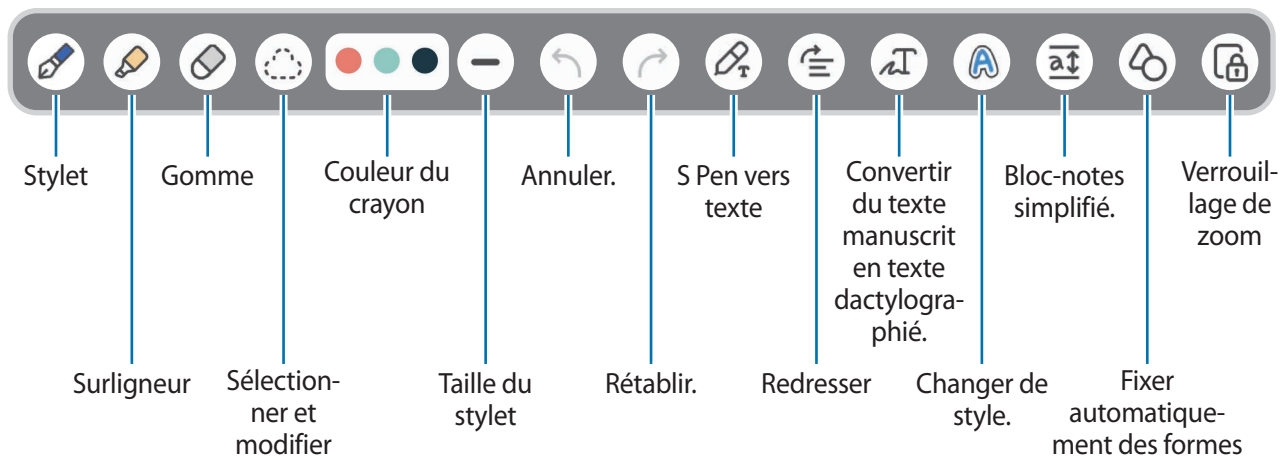 Stylet
Gomme
Couleur du
crayon
Annuler.
S Pen vers
texte
Convertir
du texte
manuscrit
en texte
dactylogra-
phié.
Bloc-notes
simplifié.
Verrouil-
lage de
zoom
Surligneur
Sélection-
ner et
modifier
Taille du
stylet
Rétablir.
Redresser
Changer de
style.
Fixer
automatique-
ment des formes